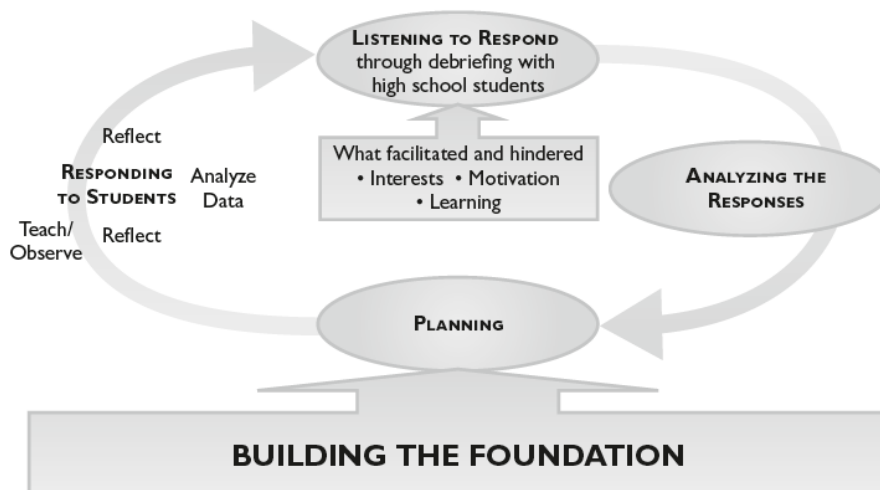 LISTENING TO RESPOND
through debriefing with
high school students
What facilitated and hindered
• Interests • Motivation
• Learning
ANALYZING THE
RESPONSES
PLANNING
Reflect
RESPONDING
TO STUDENTS
Analyze
Data
Teach/
Observe
Reflect
BUILDING THE FOUNDATION